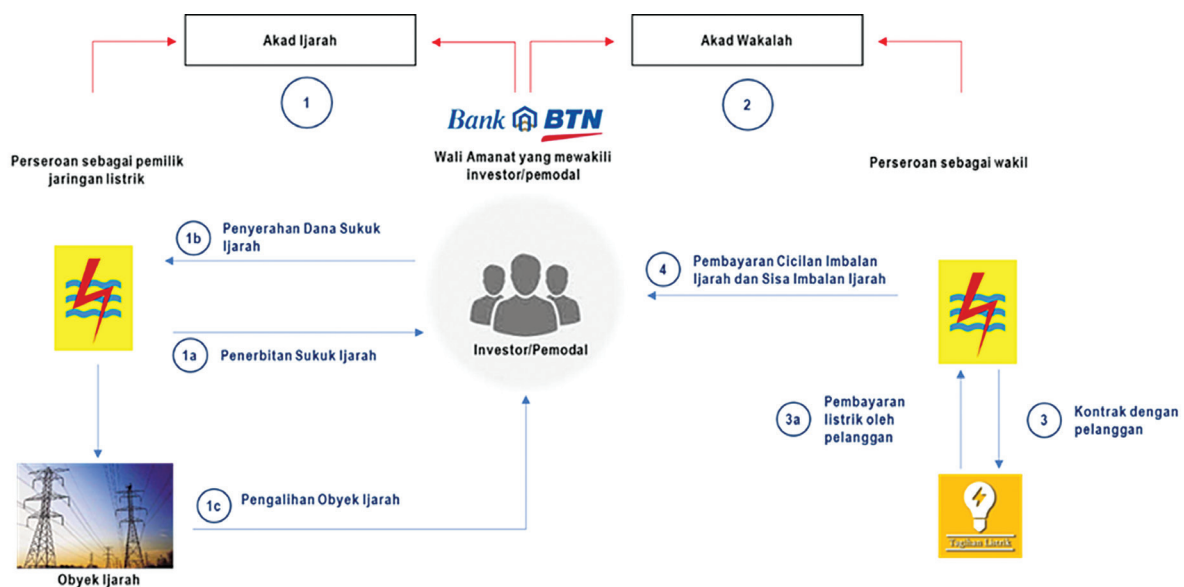 Akad Ijarah
Akad Wakalah
1
2
Bank BTN
Perseroan sebagai pemilik
jaringan listrik
Wali Amanat yang mewakili
investor/pemodal
Perseroan sebagai wakil
1b
Penyerahan Dana Sukuk
Ijarah
4
Pembayaran Cicilan Imbalan
Ijarah dan Sisa Imbalan Ijarah
1a
Penerbitan Sukuk Ijarah
Investor/Pemodal
3a
Pembayaran
listrik oleh
pelanggan
3
Kontrak dengan
pelanggan
1c
Pengalihan Obyek Ijarah
Tagihan Listrik
Obyek Ijarah